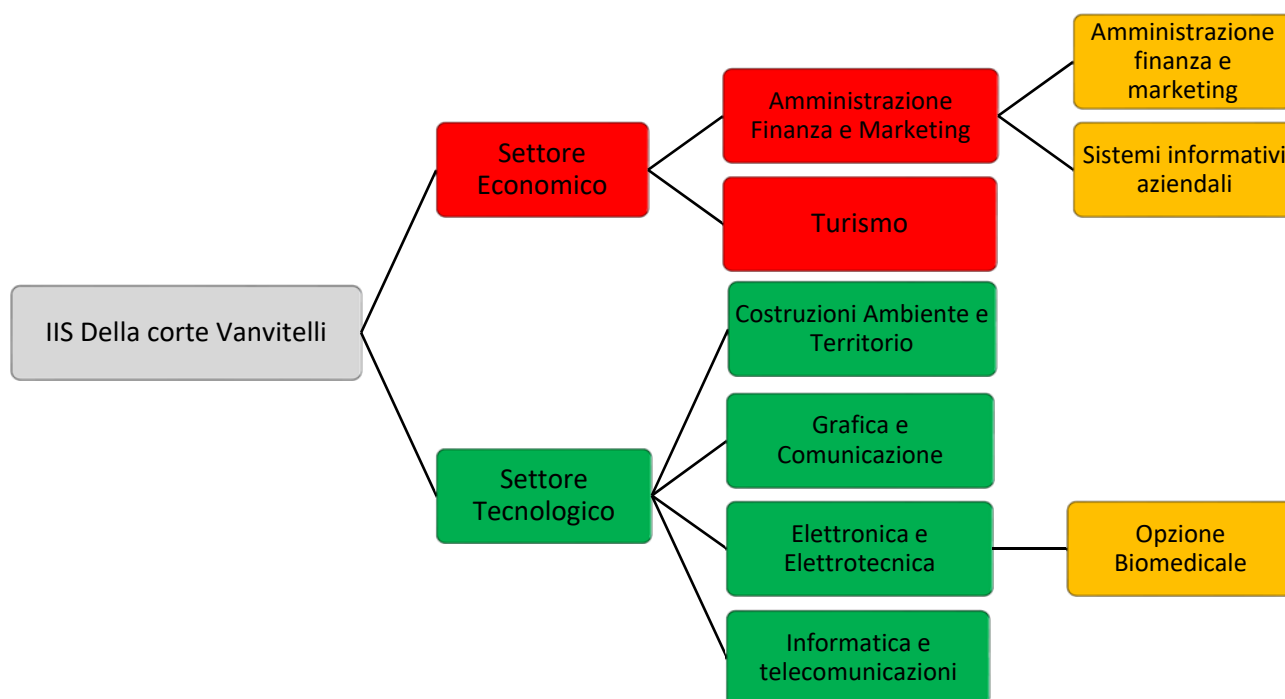 IIS Della corte Vanvitelli
Settore
Economico
Amministrazione
Finanza e Marketing
Amministrazione
finanza e
marketing
Sistemi informativi
aziendali
Turismo
Settore
Tecnologico
Costruzioni Ambiente e
Territorio
Grafica e
Comunicazione
Elettronica e
Elettrotecnica
Opzione
Biomedicale
Informatica e
telecomunicazioni